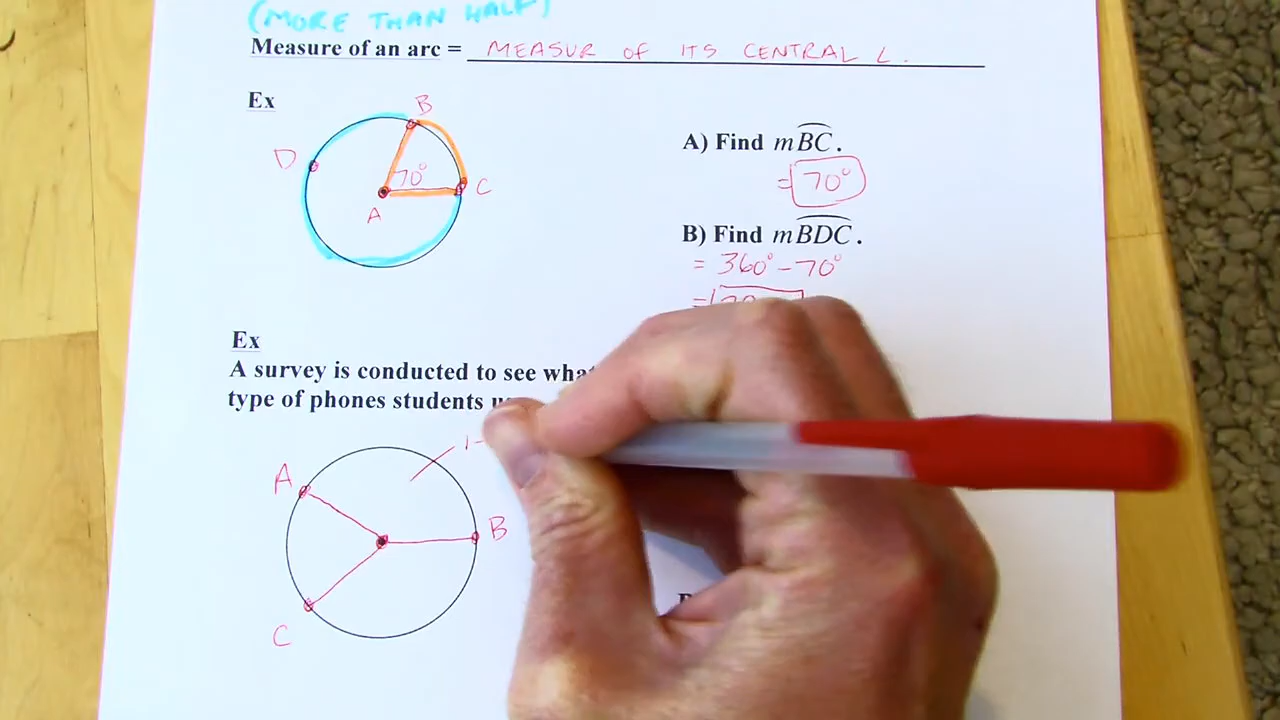 (MORE THAN HALF)
Measure of an arc = MEASUR OF ITS CENTRAL ∠.
Ex
B
D
70°
C
A
A) Find mBC.
= 70°
B) Find mBDC.
= 360° - 70°
=
Ex
A survey is conducted to see
type of phones students
A
B
C